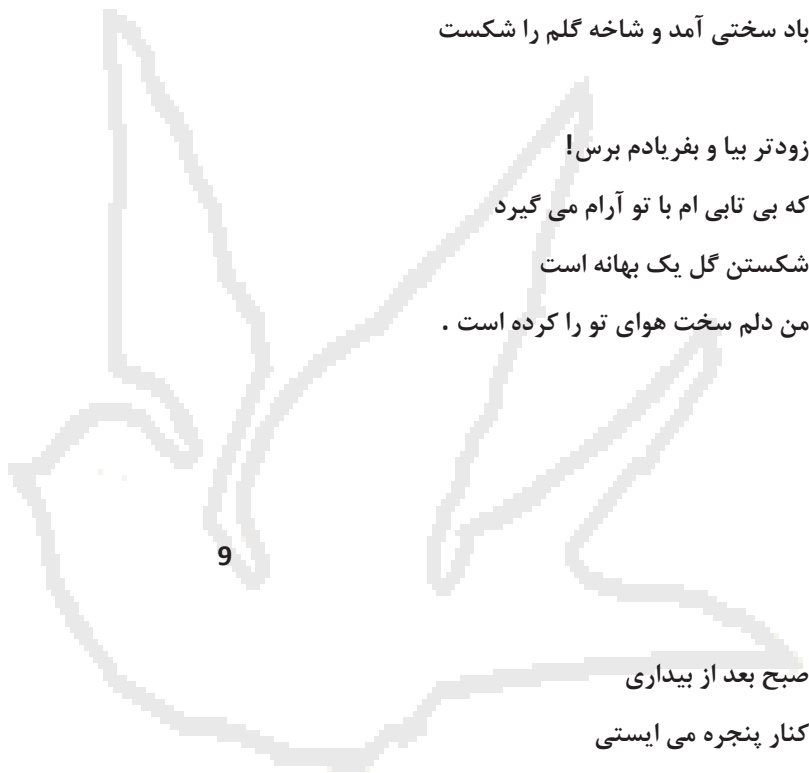 باد سختی آمد و شاخه گلم را شکست
زودتر بیا و بفریادم برس!
که بی تابی ام با تو آرام می گیرد
شکستن گل یک بهانه است
من دلم سخت هوای تو را کرده است .
9
صبح بعد از بیداری
کنار پنجره می ایستی